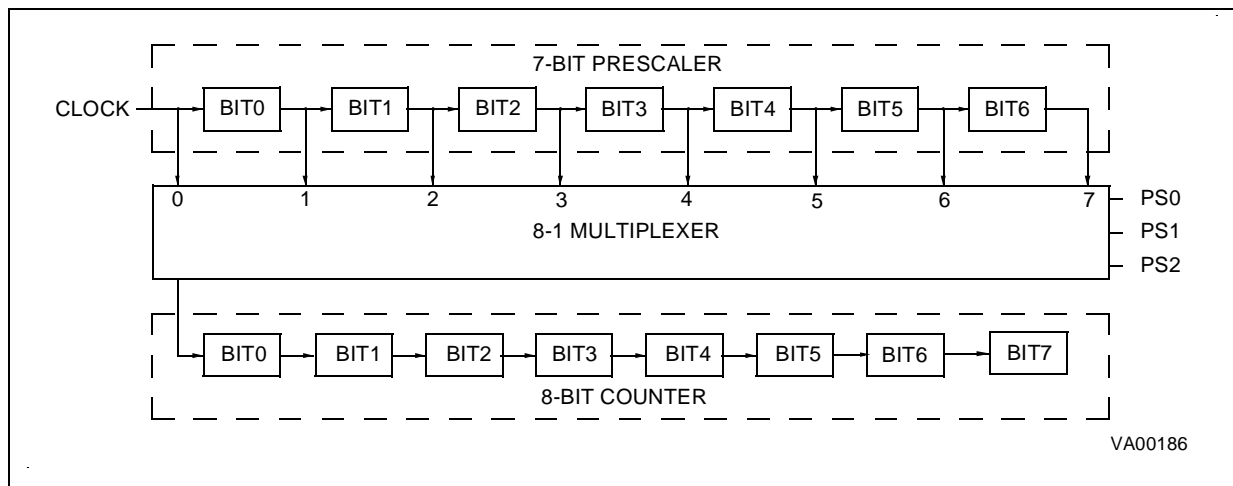 7-BIT PRESCALER
CLOCK BIT0 BIT1 BIT2 BIT3 BIT4 BIT5 BIT6
0 1 2 3 4 5 6 7 PS0
8-1 MULTIPLEXER PS1
PS2
BIT0 BIT1 BIT2 BIT3 BIT4 BIT5 BIT6 BIT7
8-BIT COUNTER
VA00186